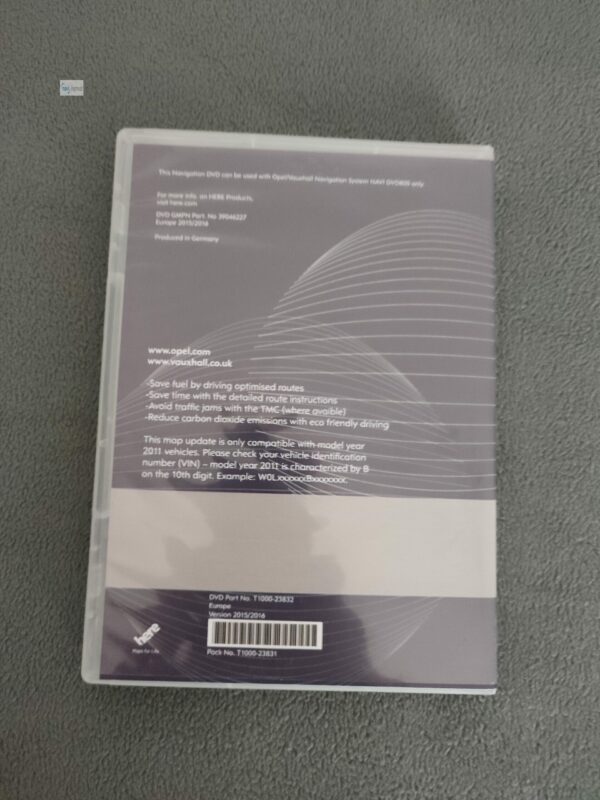 This Navigation DVD can be used with Opel/Vauxhall Navigation System NAVI DVD800 only.
For more info. on HERE Products,
visit here.com
DVD GMPN Part. No 39046227
Europe 2015/2016
Produced in Germany
www.opel.com
www.vauxhall.co.uk
-Save fuel by driving optimised routes
-Save time with the detailed route instructions
-Avoid traffic jams with the TMC (where avaible)
-Reduce carbon dioxide emissions with eco friendly driving
This map update is only compatible with model year
2011 vehicles. Please check your vehicle identification
number (VIN) – model year 2011 is characterized by B
on the 10th digit. Example: W0LxxxxxxBxxxxxxx.
DVD Part No. T1000-23832
Europe
Version 2015/2016
Pack No. T1000-23831
here
Maps for Life